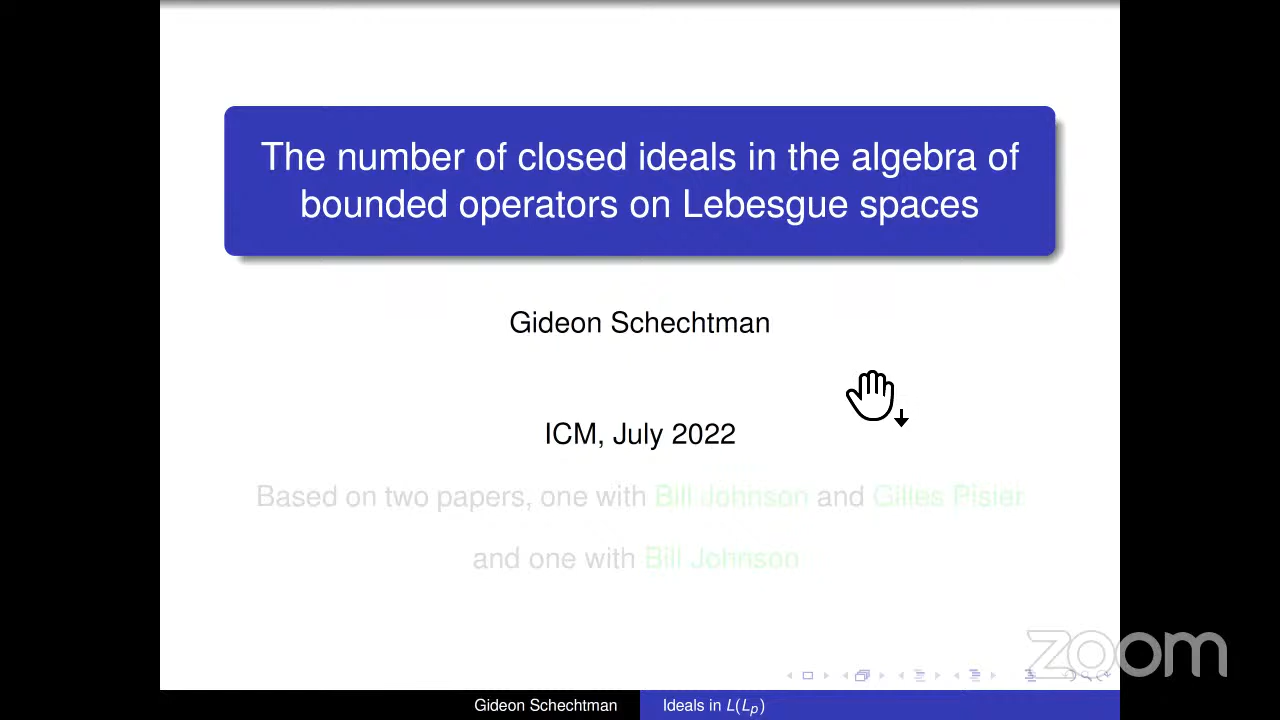 The number of closed ideals in the algebra of
bounded operators on Lebesgue spaces
Gideon Schechtman
ICM, July 2022
Based on two papers, one with Bill Johnson and Gilles Pisier
and one with Bill Johnson
zoom
Gideon Schechtman
Ideals in L(Lₚ)